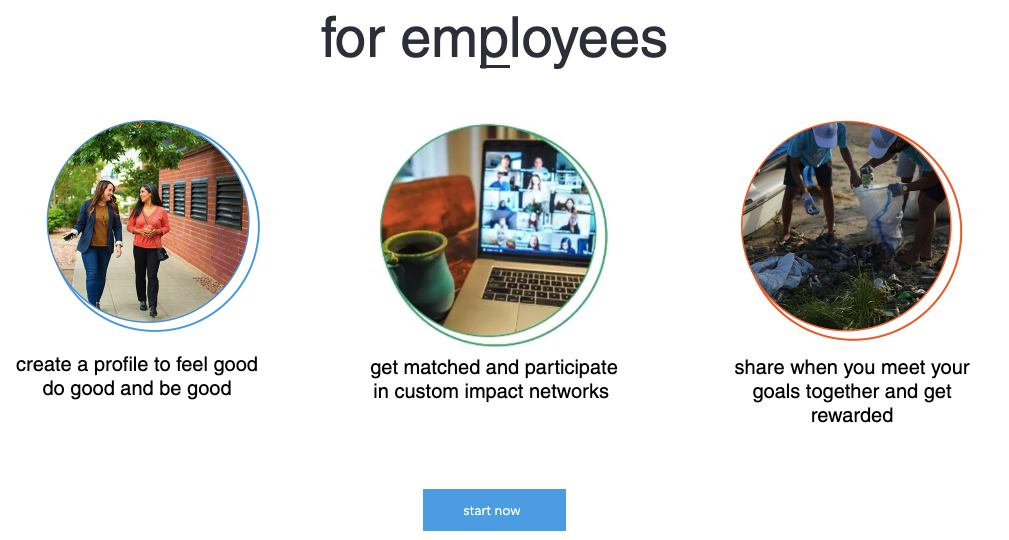 for employees
create a profile to feel good
do good and be good
get matched and participate
in custom impact networks
share when you meet your
goals together and get
rewarded
start now